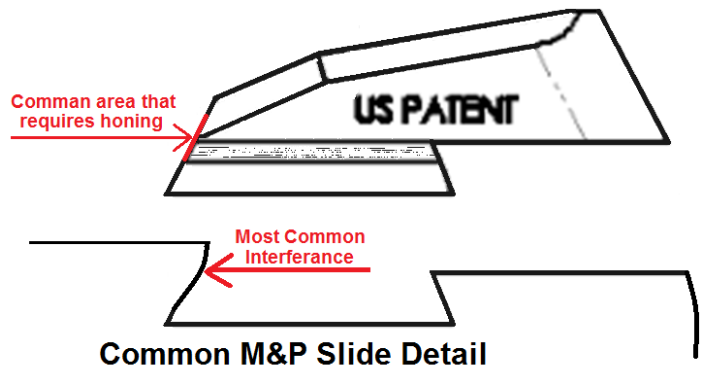 Comman area that
requires honing
US PATENT
Most Common
Interferance
Common M&P Slide Detail